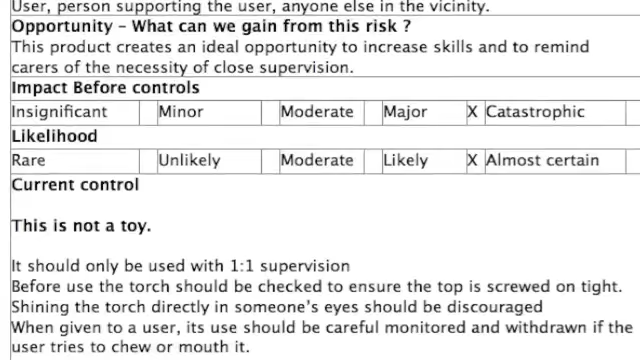 User, person supporting the user, anyone else in the vicinity.
Opportunity – What can we gain from this risk ?
This product creates an ideal opportunity to increase skills and to remind
carers of the necessity of close supervision.
Impact Before controls
Insignificant Minor Moderate Major X Catastrophic
Likelihood
Rare Unlikely Moderate Likely X Almost certain
Current control
This is not a toy.
It should only be used with 1:1 supervision
Before use the torch should be checked to ensure the top is screwed on tight.
Shining the torch directly in someone's eyes should be discouraged
When given to a user, its use should be careful monitored and withdrawn if the
user tries to chew or mouth it.